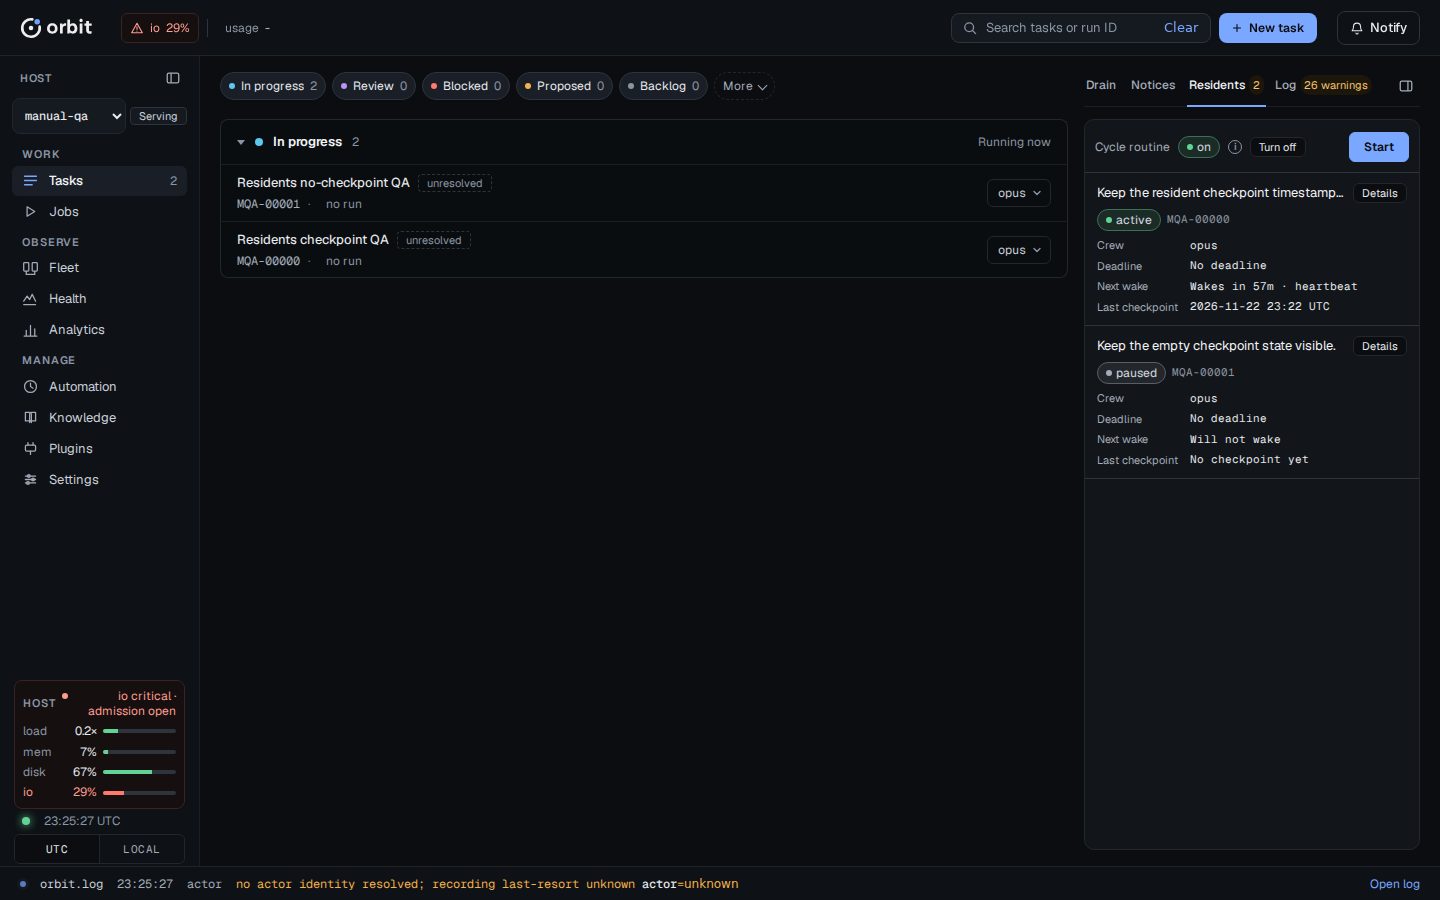 orbit
io 29%
usage -
Search tasks or run ID
Clear
+ New task
Notify
HOST
manual-qa
Serving
WORK
Tasks 2
Jobs
OBSERVE
Fleet
Health
Analytics
MANAGE
Automation
Knowledge
Plugins
Settings
HOST
io critical ·
admission open
load 0.2×
mem 7%
disk 67%
io 29%
23:25:27 UTC
UTC
LOCAL
In progress 2
Review 0
Blocked 0
Proposed 0
Backlog 0
More
In progress 2
Running now
Residents no-checkpoint QA unresolved
MQA-00001 · no run
opus
Residents checkpoint QA unresolved
MQA-00000 · no run
opus
Drain
Notices
Residents 2
Log 26 warnings
Cycle routine
on
i
Turn off
Start
Keep the resident checkpoint timestamp...
Details
active MQA-00000
Crew opus
Deadline No deadline
Next wake Wakes in 57m · heartbeat
Last checkpoint 2026-11-22 23:22 UTC
Keep the empty checkpoint state visible.
Details
paused MQA-00001
Crew opus
Deadline No deadline
Next wake Will not wake
Last checkpoint No checkpoint yet
orbit.log 23:25:27 actor no actor identity resolved; recording last-resort unknown actor=unknown
Open log